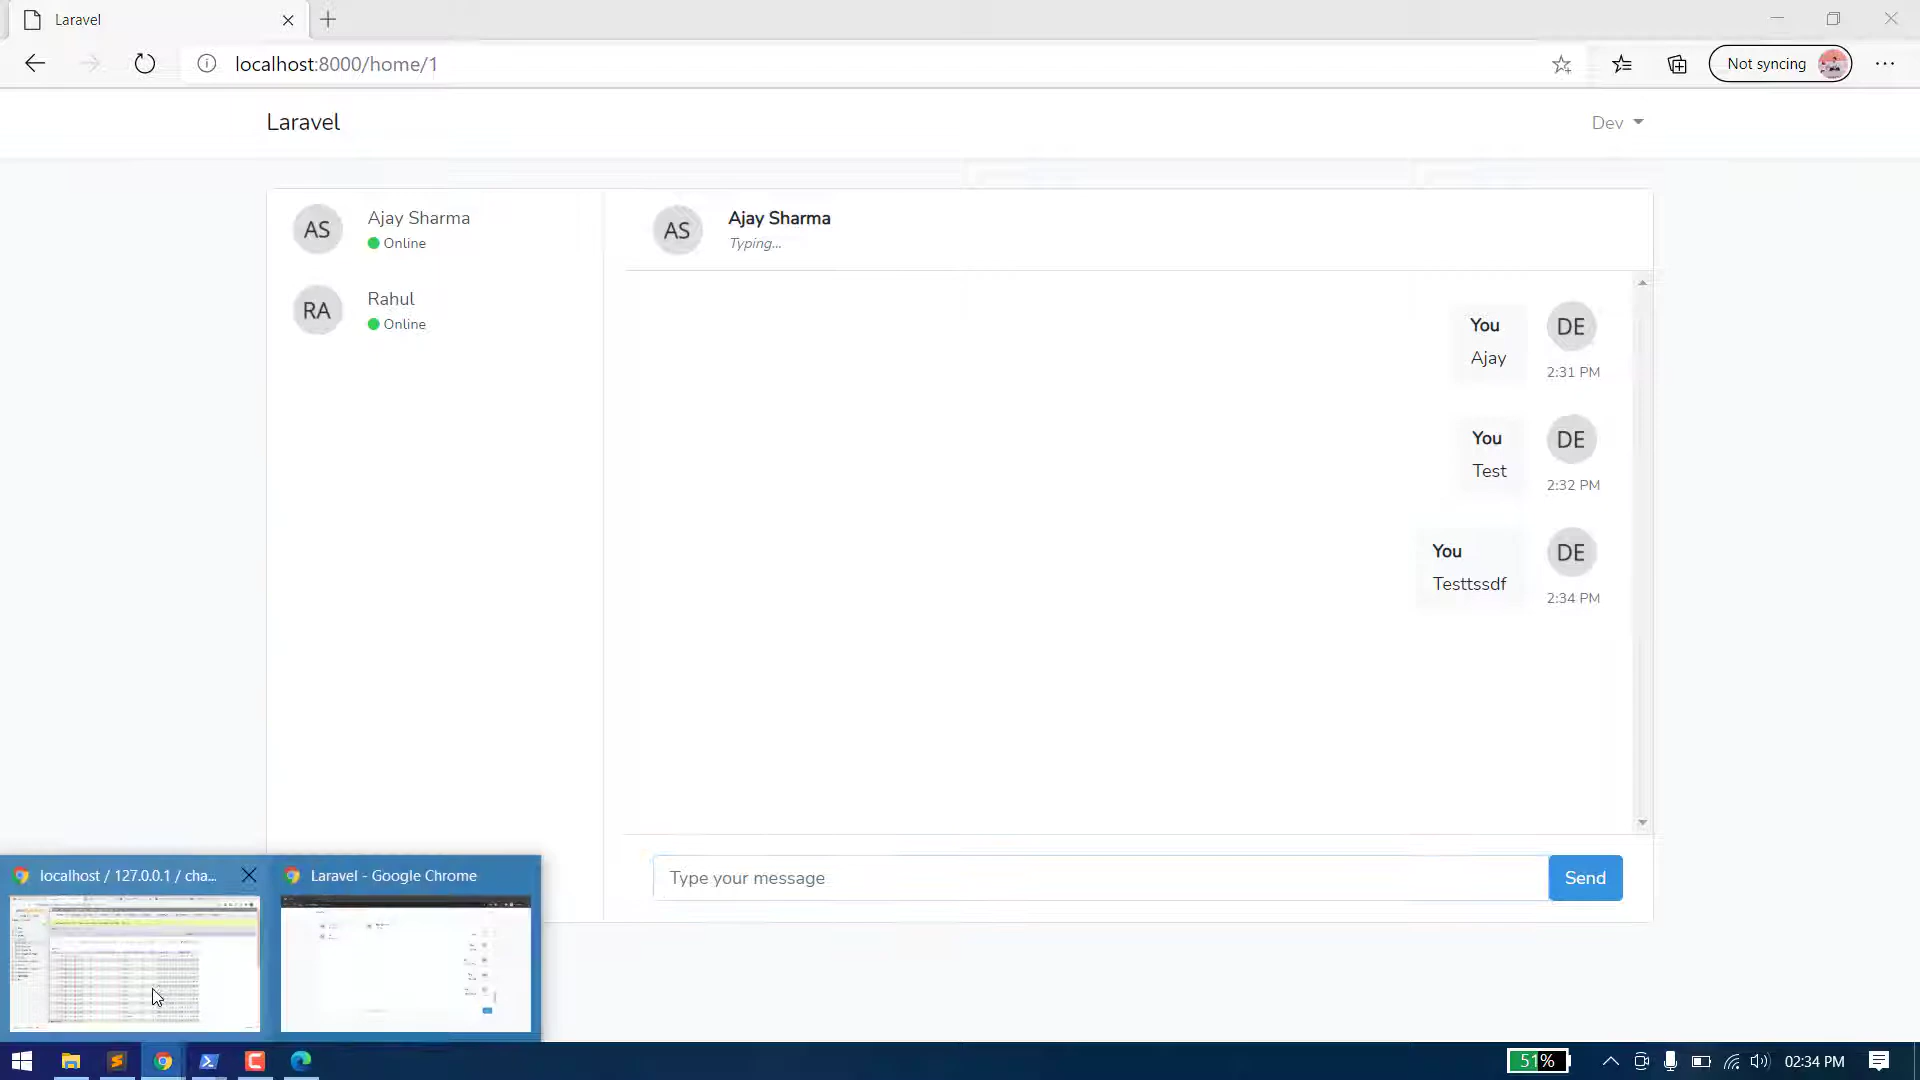 Laravel
localhost:8000/home/1
Not syncing
Laravel
Dev
AS
Ajay Sharma
Online
RA
Rahul
Online
AS
Ajay Sharma
Typing...
You
Ajay
DE
2:31 PM
You
Test
DE
2:32 PM
You
Testtssdf
DE
2:34 PM
Type your message
Send
localhost / 127.0.0.1 / cha...
Laravel - Google Chrome
51%
02:34 PM